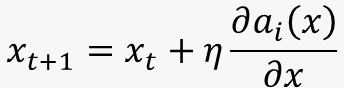 x_{t+1} = x_t + η ∂a_i(x)/∂x